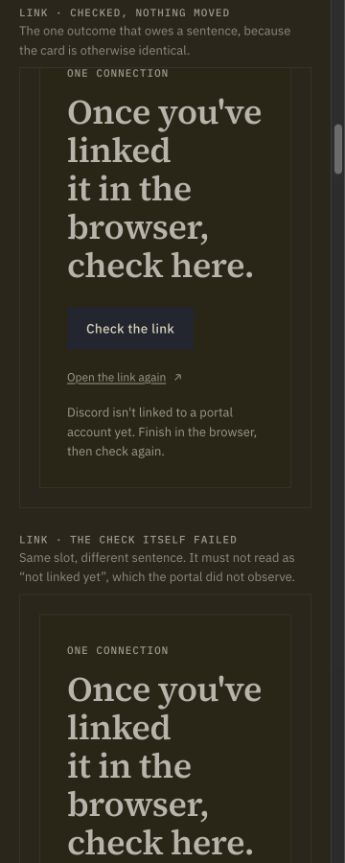 LINK · CHECKED, NOTHING MOVED
The one outcome that owes a sentence, because
the card is otherwise identical.
ONE CONNECTION
Once you've
linked
it in the
browser,
check here.
Check the link
Open the link again ↗
Discord isn't linked to a portal
account yet. Finish in the browser,
then check again.
LINK · THE CHECK ITSELF FAILED
Same slot, different sentence. It must not read as
“not linked yet”, which the portal did not observe.
ONE CONNECTION
Once you've
linked
it in the
browser,
check here.